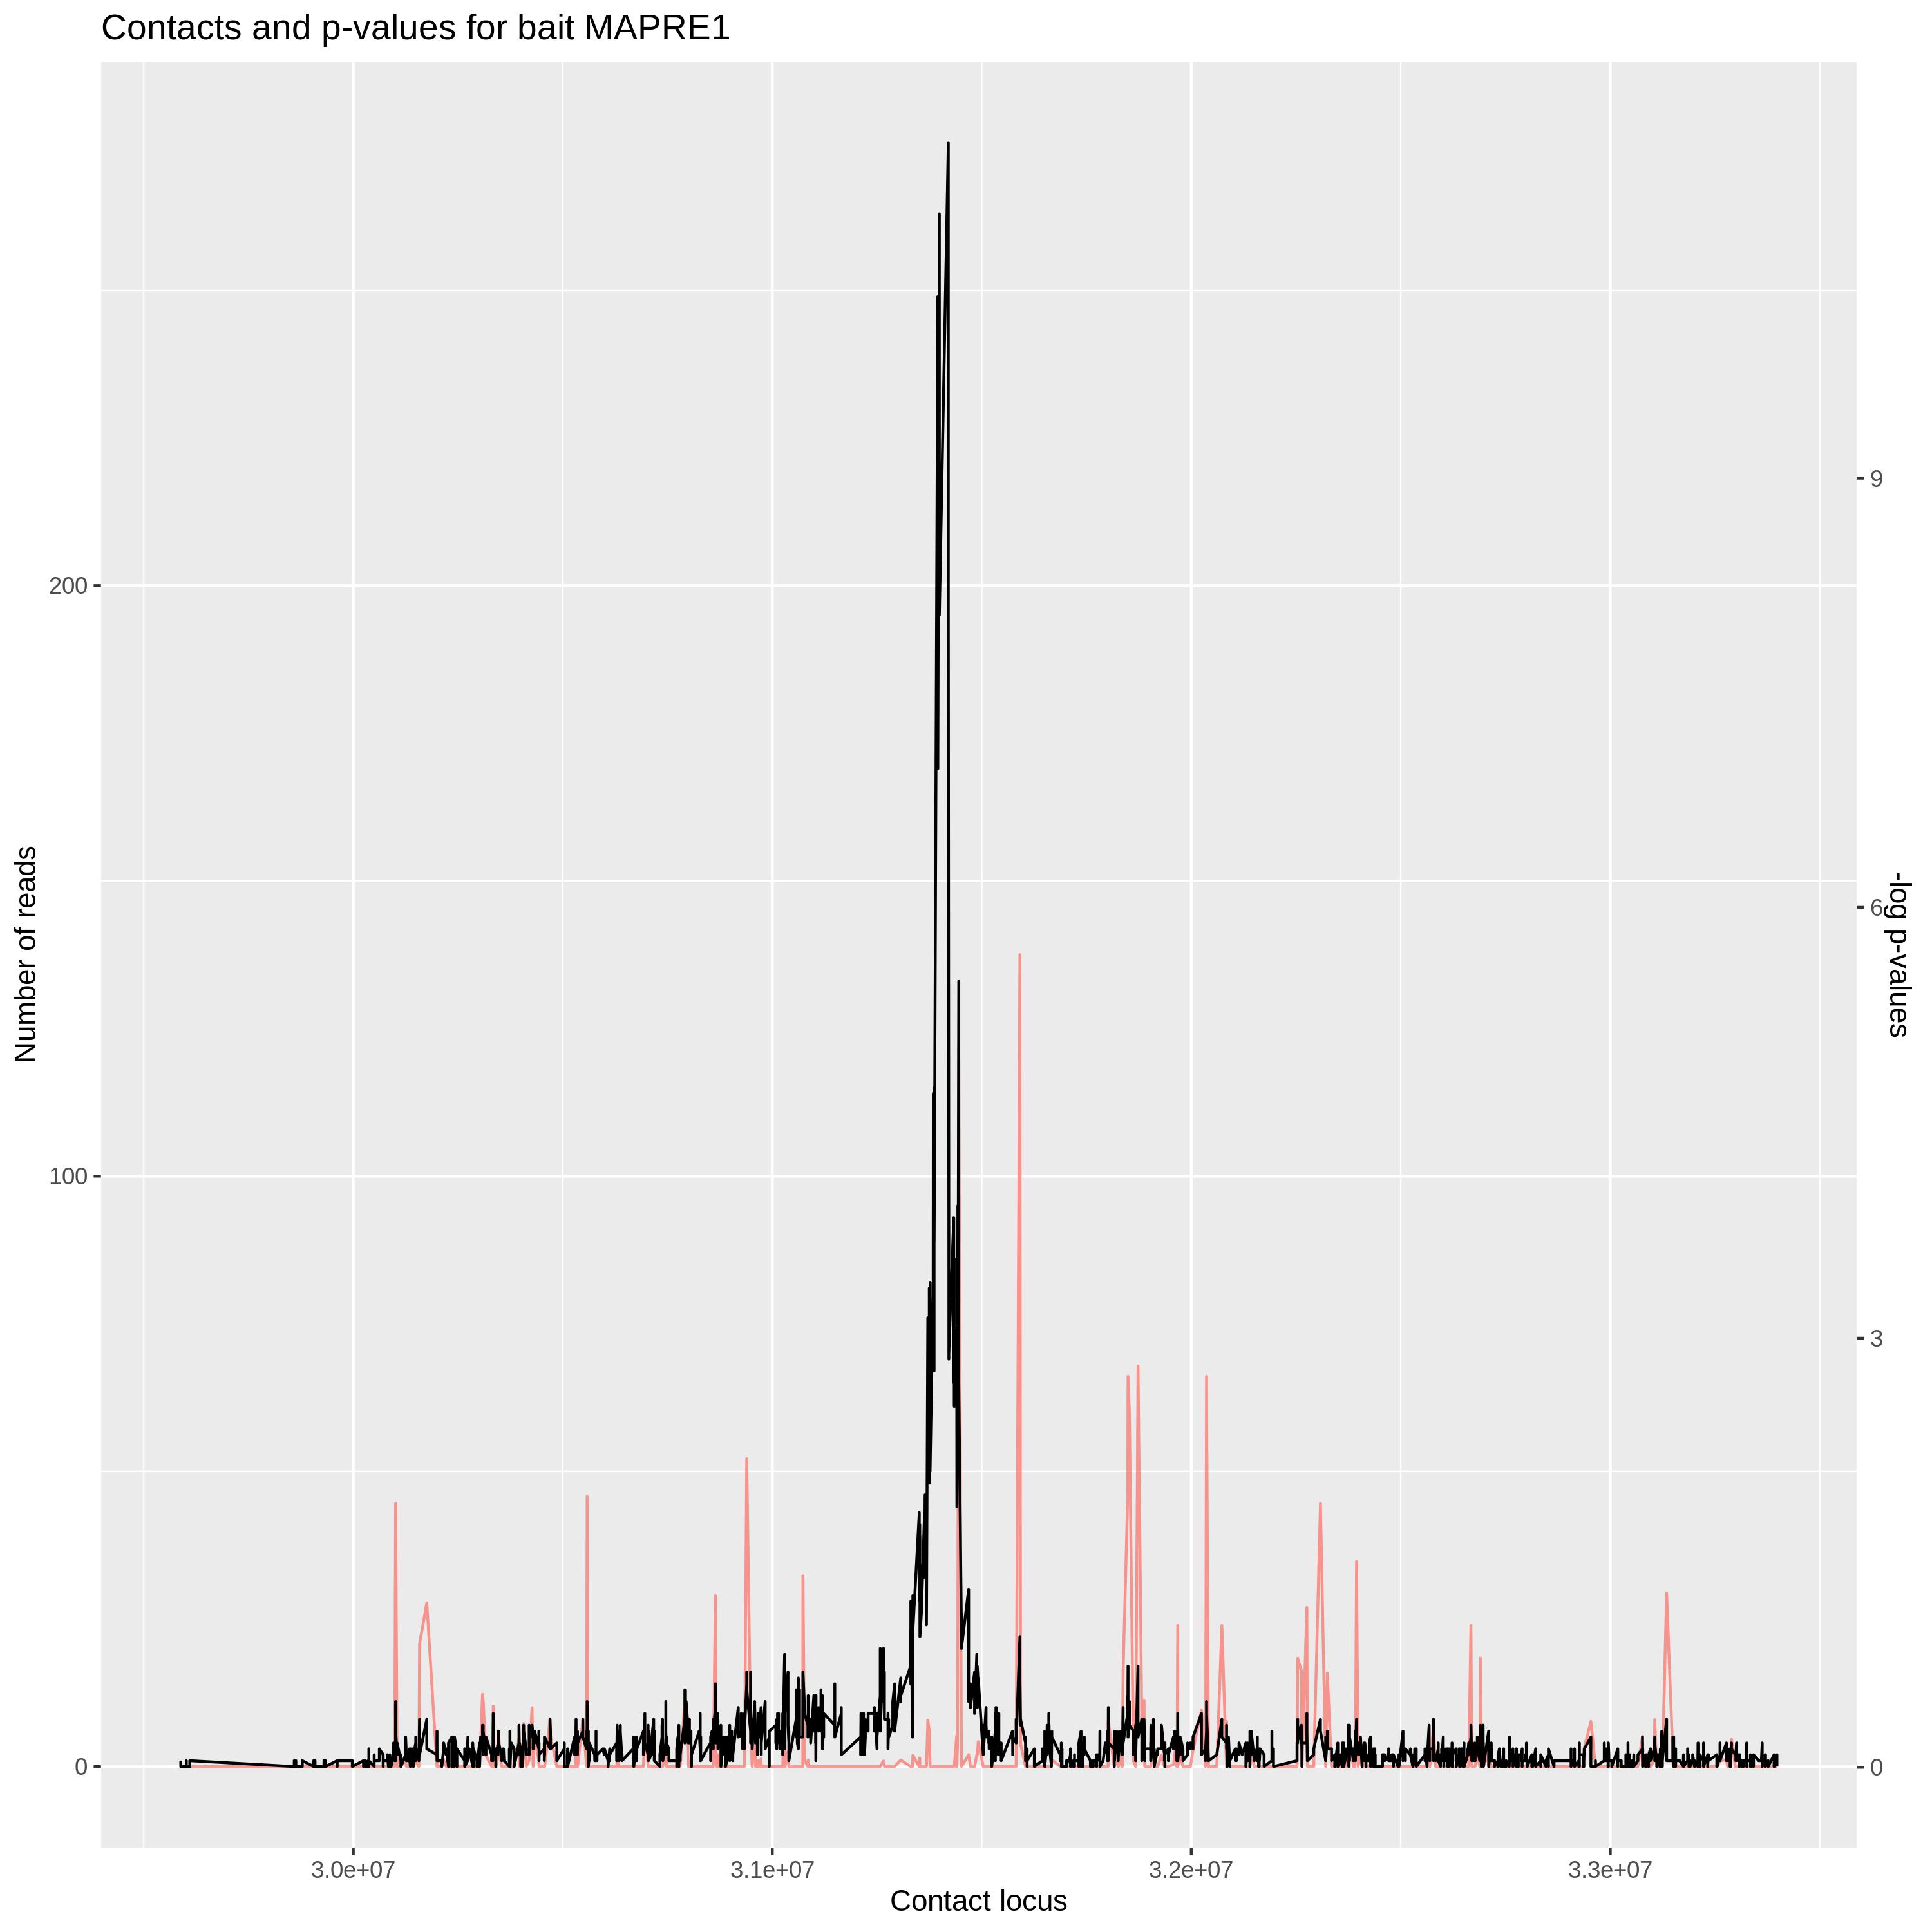 Contacts and p-values for bait MAPRE1
Number of reads
200
100
0
9
6
3
0
-log p-values
3.0e+07 3.1e+07 3.2e+07 3.3e+07
Contact locus